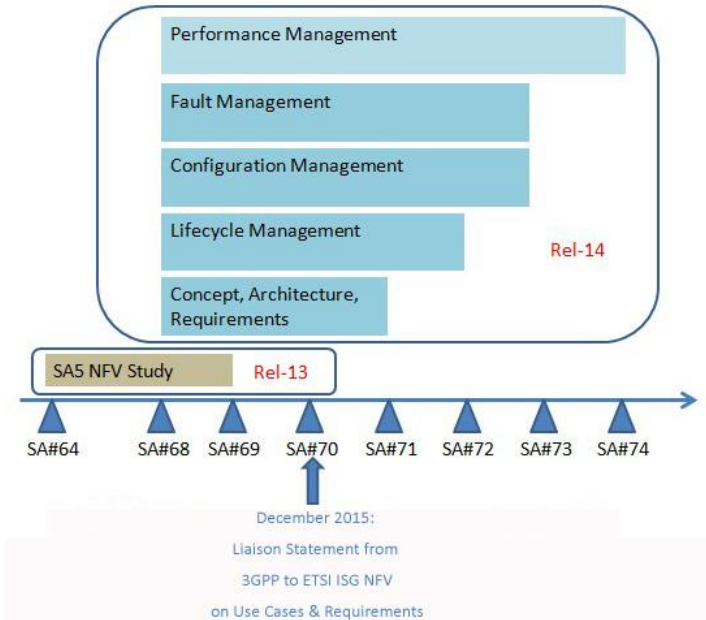 Performance Management
Fault Management
Configuration Management
Lifecycle Management
Rel-14
Concept, Architecture,
Requirements
SA5 NFV Study
Rel-13
SA#64
SA#68
SA#69
SA#70
SA#71
SA#72
SA#73
SA#74
December 2015:
Liaison Statement from
3GPP to ETSI ISG NFV
on Use Cases & Requirements